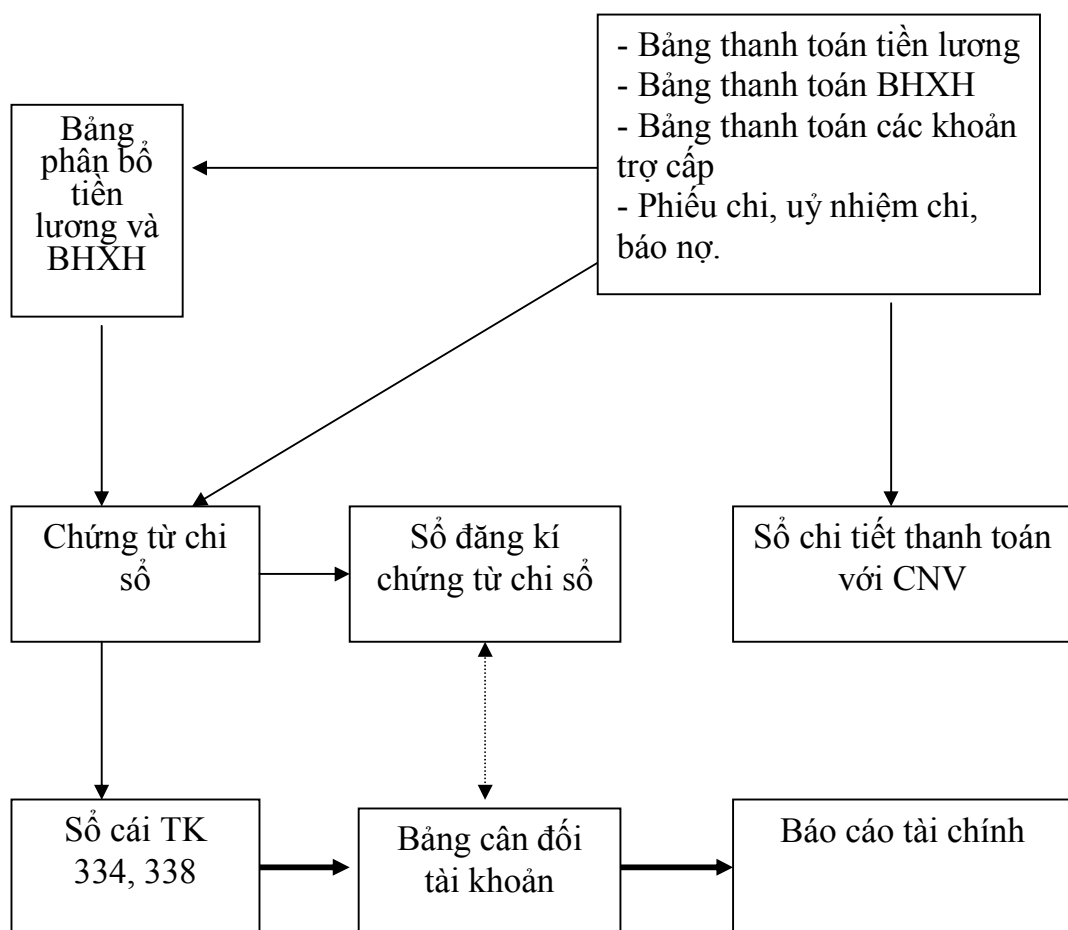 - Bảng thanh toán tiền lương
- Bảng thanh toán BHXH
- Bảng thanh toán các khoản
trợ cấp
- Phiếu chi, uỷ nhiệm chi,
báo nợ.
Bảng
phân bổ
tiền
lương và
BHXH
Chứng từ chi
sổ
Sổ đăng kí
chứng từ chi sổ
Sổ chi tiết thanh toán
với CNV
Sổ cái TK
334, 338
Bảng cân đối
tài khoản
Báo cáo tài chính